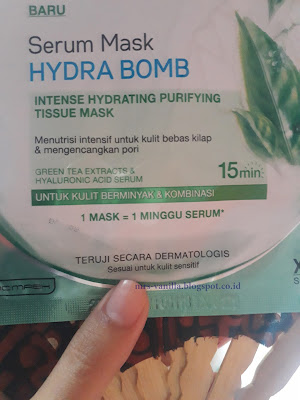 BARU
Serum Mask
HYDRA BOMB
INTENSE HYDRATING PURIFYING
TISSUE MASK
Menutrisi intensif untuk kulit bebas kilap
& mengencangkan pori
GREEN TEA EXTRACTS &
HYALURONIC ACID SERUM
15min
UNTUK KULIT BERMINYAK & KOMBINASI
1 MASK = 1 MINGGU SERUM*
TERUJI SECARA DERMATOLOGIS
Sesuai untuk kulit sensitif
mrs-vanilla.blogspot.co.id